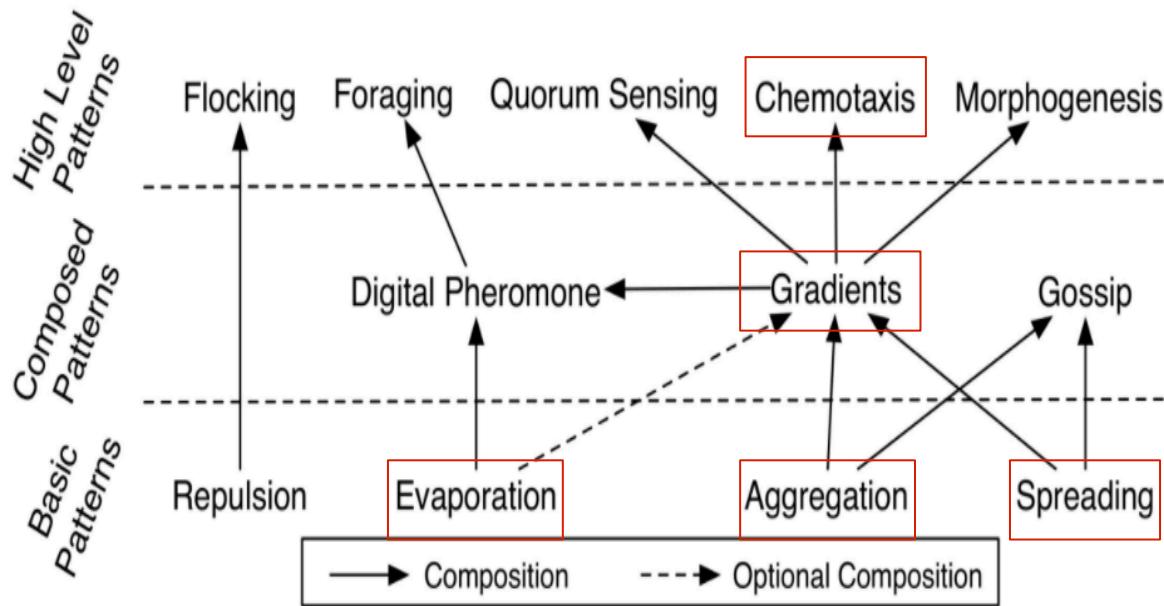 High Level
Patterns
Flocking
Foraging
Quorum Sensing
Chemotaxis
Morphogenesis
Composed
Patterns
Digital Pheromone
Gradients
Gossip
Basic
Patterns
Repulsion
Evaporation
Aggregation
Spreading
Composition
Optional Composition